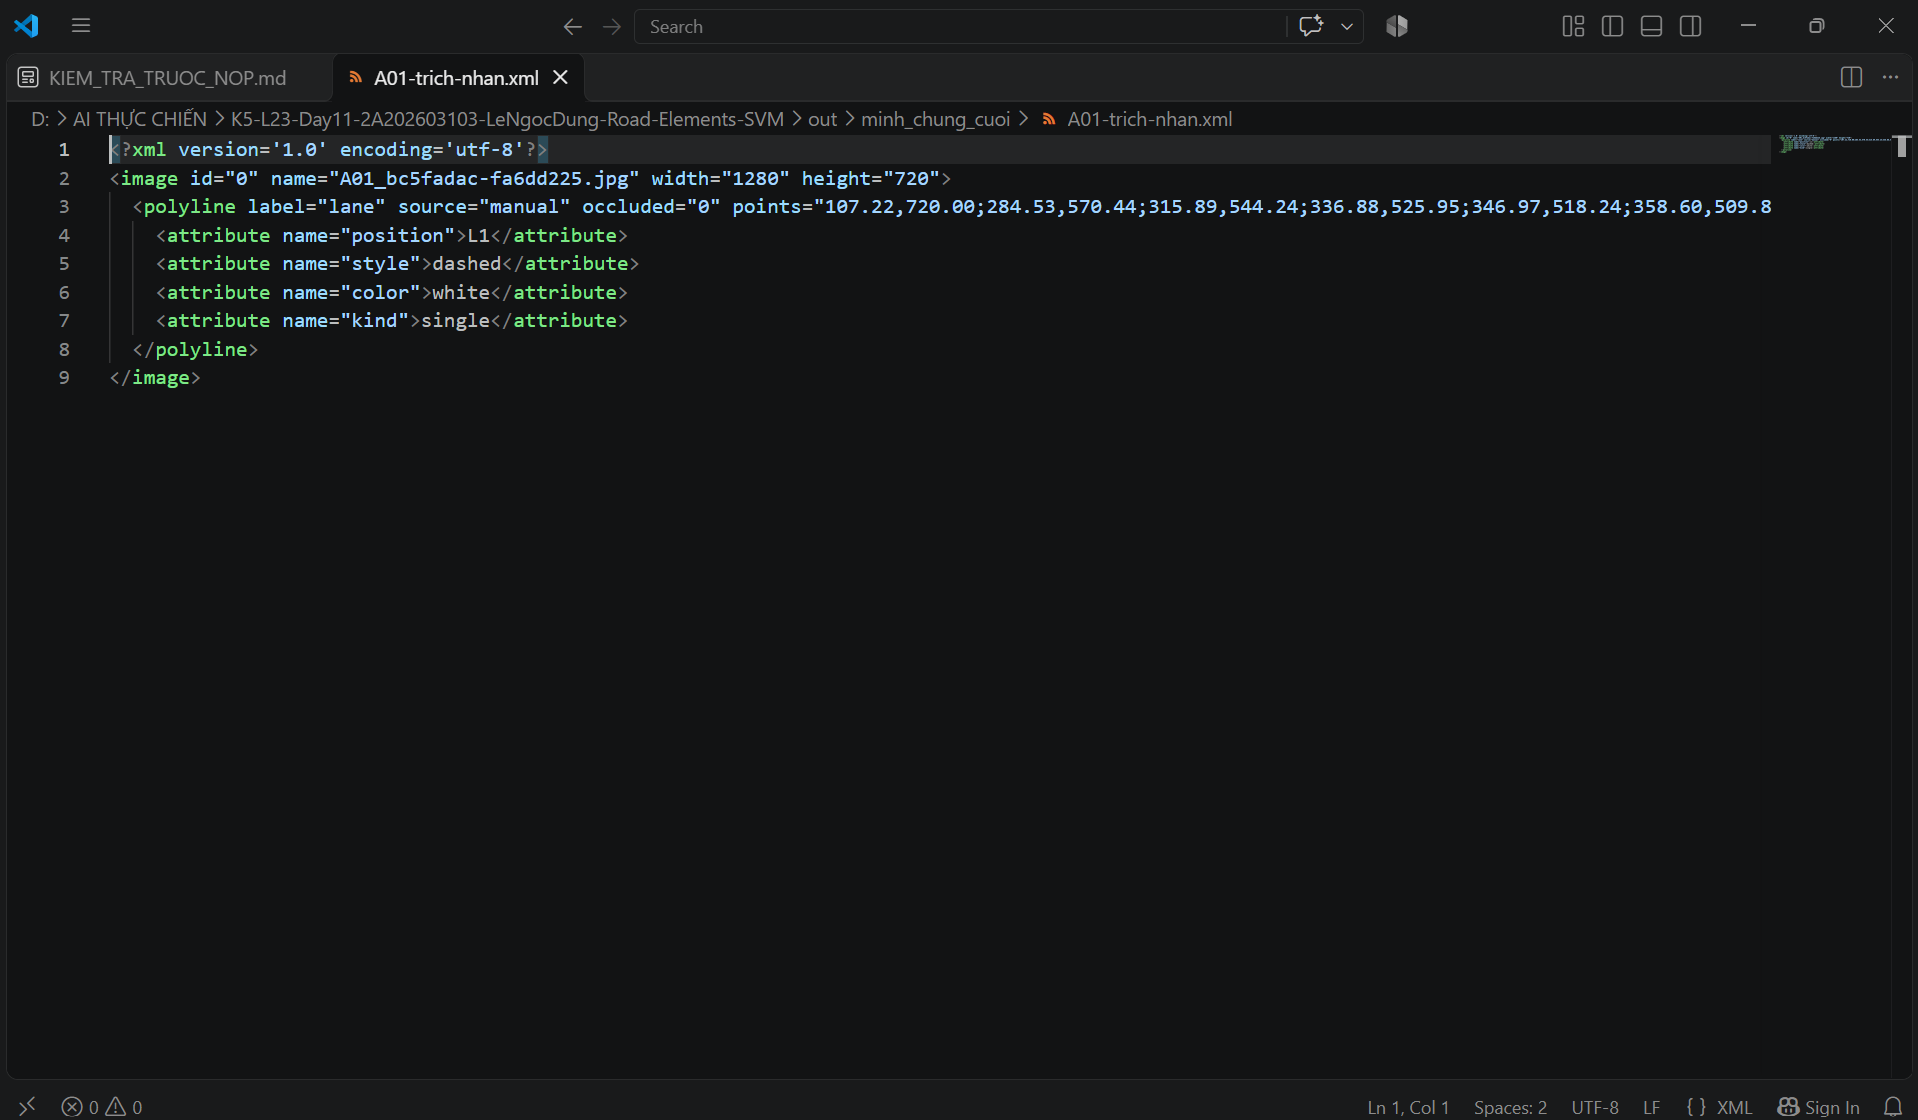 Search
KIEM_TRA_TRUOC_NOP.md
A01-trich-nhan.xml
D: > AI THỰC CHIẾN > K5-L23-Day11-2A202603103-LeNgocDung-Road-Elements-SVM > out > minh_chung_cuoi > A01-trich-nhan.xml
1 <?xml version='1.0' encoding='utf-8'?>
2 <image id="0" name="A01_bc5fadac-fa6dd225.jpg" width="1280" height="720">
3 <polyline label="lane" source="manual" occluded="0" points="107.22,720.00;284.53,570.44;315.89,544.24;336.88,525.95;346.97,518.24;358.60,509.8
4 <attribute name="position">L1</attribute>
5 <attribute name="style">dashed</attribute>
6 <attribute name="color">white</attribute>
7 <attribute name="kind">single</attribute>
8 </polyline>
9 </image>
0 0 Ln 1, Col 1 Spaces: 2 UTF-8 LF { } XML Sign In